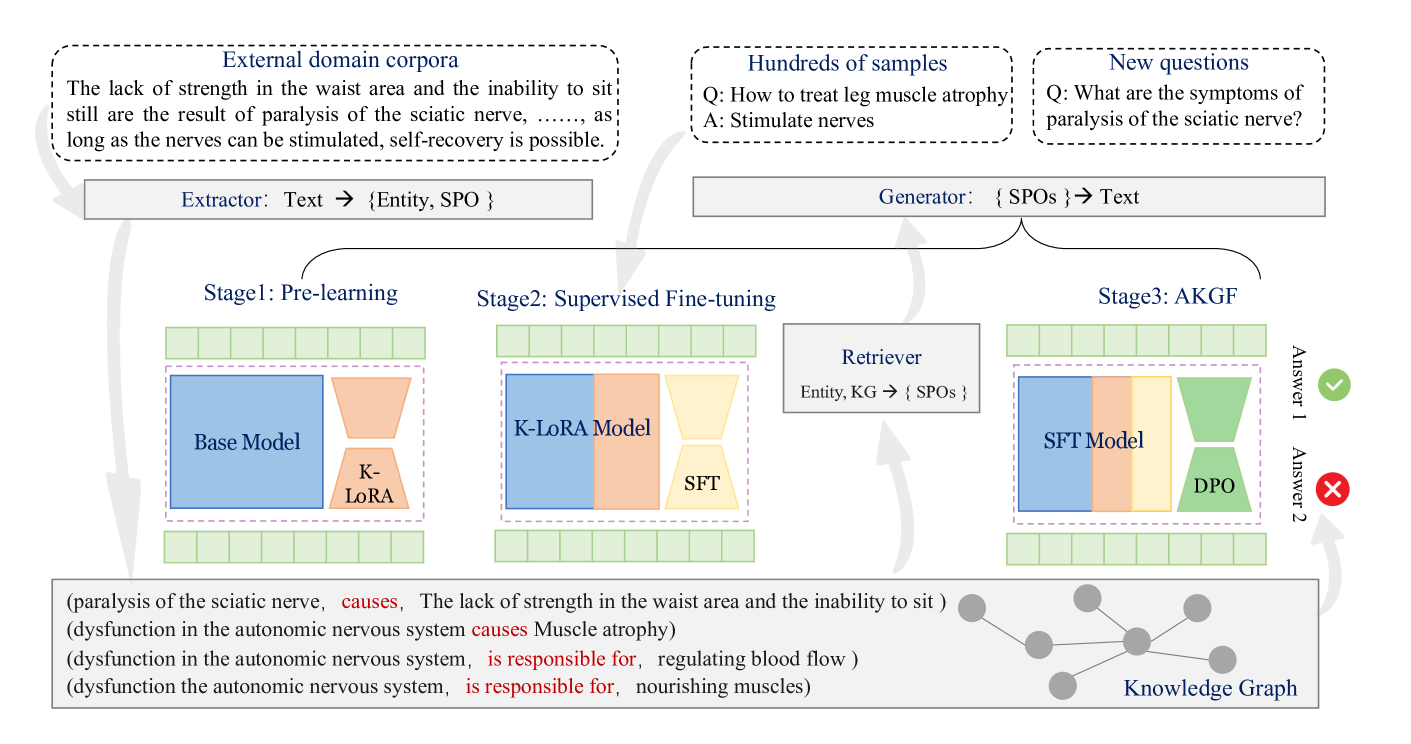 External domain corpora
The lack of strength in the waist area and the inability to sit
still are the result of paralysis of the sciatic nerve, ……, as
long as the nerves can be stimulated, self-recovery is possible.
Hundreds of samples
Q: How to treat leg muscle atrophy
A: Stimulate nerves
New questions
Q: What are the symptoms of
paralysis of the sciatic nerve?
Extractor: Text → {Entity, SPO }
Generator: { SPOs }→ Text
Stage1: Pre-learning
Stage2: Supervised Fine-tuning
Stage3: AKGF
Base Model
K-
LoRA
K-LoRA Model
SFT
Retriever
Entity, KG → { SPOs }
SFT Model
DPO
Answer 1
Answer 2
(paralysis of the sciatic nerve, causes, The lack of strength in the waist area and the inability to sit )
(dysfunction in the autonomic nervous system causes Muscle atrophy)
(dysfunction in the autonomic nervous system, is responsible for, regulating blood flow )
(dysfunction the autonomic nervous system, is responsible for, nourishing muscles)
Knowledge Graph